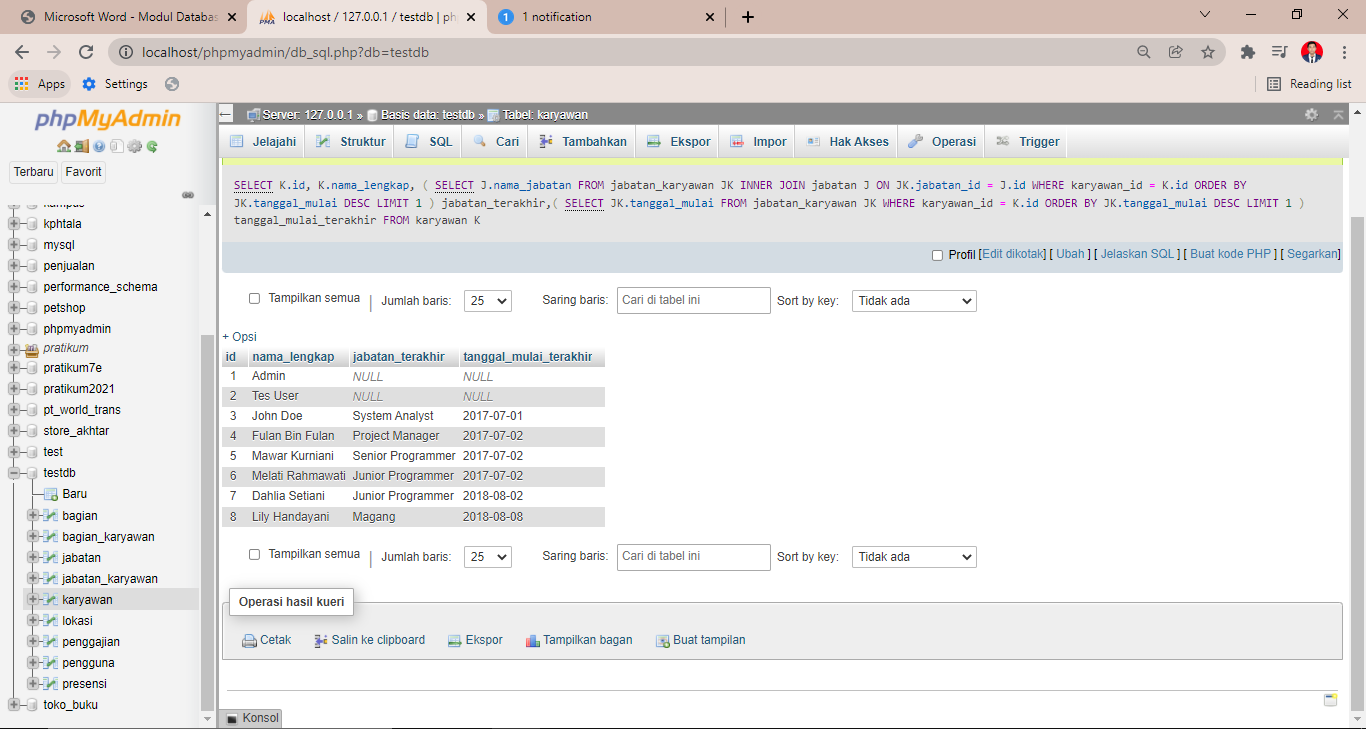 Microsoft Word - Modul Databas
localhost / 127.0.0.1 / testdb | ph
1 1 notification
localhost/phpmyadmin/db_sql.php?db=testdb
Apps Settings Reading list
phpMyAdmin
Terbaru Favorit
kampus
kphtala
mysql
penjualan
performance_schema
petshop
phpmyadmin
pratikum
pratikum7e
pratikum2021
pt_world_trans
store_akhtar
test
testdb
Baru
bagian
bagian_karyawan
jabatan
jabatan_karyawan
karyawan
lokasi
penggajian
pengguna
presensi
toko_buku
Server: 127.0.0.1 » Basis data: testdb » Tabel: karyawan
Jelajahi Struktur SQL Cari Tambahkan Ekspor Impor Hak Akses Operasi Trigger
SELECT K.id, K.nama_lengkap, ( SELECT J.nama_jabatan FROM jabatan_karyawan JK INNER JOIN jabatan J ON JK.jabatan_id = J.id WHERE karyawan_id = K.id ORDER BY
JK.tanggal_mulai DESC LIMIT 1 ) jabatan_terakhir,( SELECT JK.tanggal_mulai FROM jabatan_karyawan JK WHERE karyawan_id = K.id ORDER BY JK.tanggal_mulai DESC LIMIT 1 )
tanggal_mulai_terakhir FROM karyawan K
Profil [Edit dikotak] [ Ubah ] [ Jelaskan SQL ] [ Buat kode PHP ] [ Segarkan]
Tampilkan semua | Jumlah baris: 25 Saring baris: Cari di tabel ini Sort by key: Tidak ada
+ Opsi
id nama_lengkap jabatan_terakhir tanggal_mulai_terakhir
1 Admin NULL NULL
2 Tes User NULL NULL
3 John Doe System Analyst 2017-07-01
4 Fulan Bin Fulan Project Manager 2017-07-02
5 Mawar Kurniani Senior Programmer 2017-07-02
6 Melati Rahmawati Junior Programmer 2017-07-02
7 Dahlia Setiani Junior Programmer 2018-08-02
8 Lily Handayani Magang 2018-08-08
Tampilkan semua | Jumlah baris: 25 Saring baris: Cari di tabel ini Sort by key: Tidak ada
Operasi hasil kueri
Cetak Salin ke clipboard Ekspor Tampilkan bagan Buat tampilan
Konsol